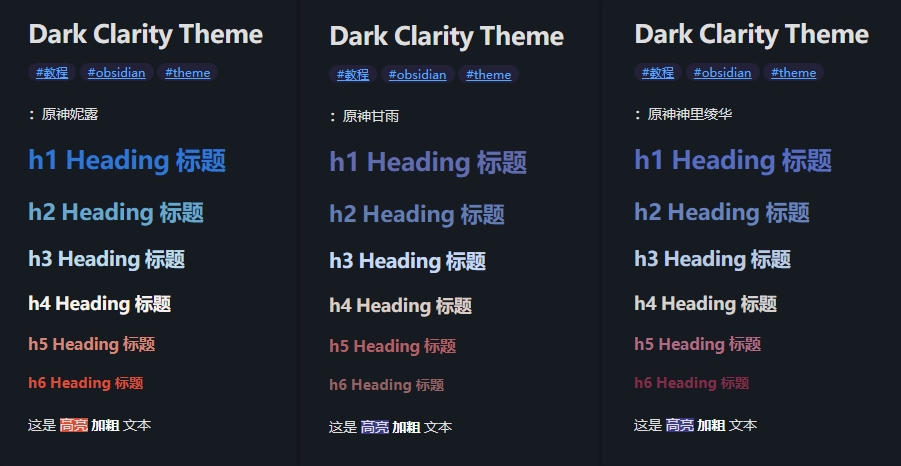 Dark Clarity Theme
#教程 #obsidian #theme
：原神妮露
h1 Heading 标题
h2 Heading 标题
h3 Heading 标题
h4 Heading 标题
h5 Heading 标题
h6 Heading 标题
这是 高亮 加粗 文本
Dark Clarity Theme
#教程 #obsidian #theme
：原神甘雨
h1 Heading 标题
h2 Heading 标题
h3 Heading 标题
h4 Heading 标题
h5 Heading 标题
h6 Heading 标题
这是 高亮 加粗 文本
Dark Clarity Theme
#教程 #obsidian #theme
：原神神里绫华
h1 Heading 标题
h2 Heading 标题
h3 Heading 标题
h4 Heading 标题
h5 Heading 标题
h6 Heading 标题
这是 高亮 加粗 文本